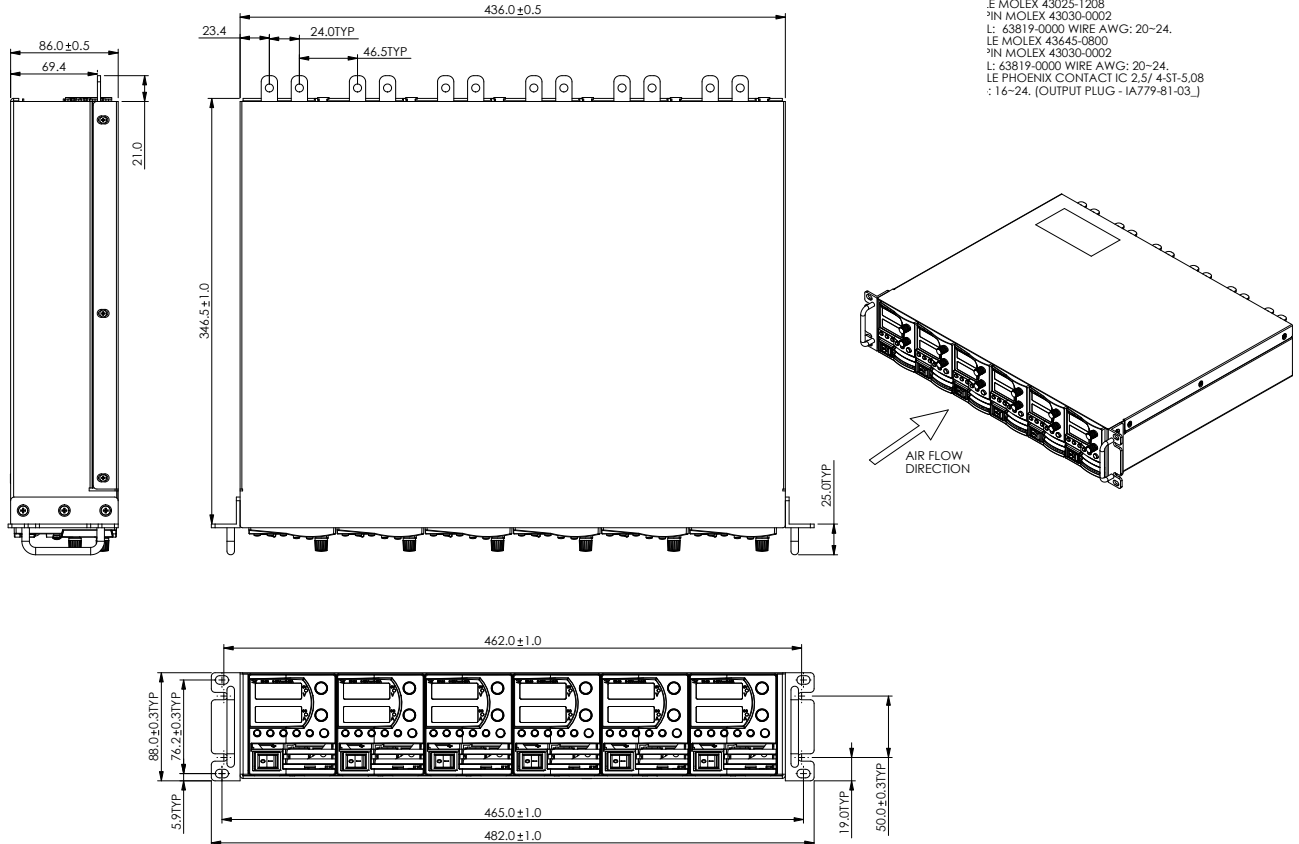 .E MOLEX 43025-1208
PIN MOLEX 43030-0002
L: 63819-0000 WIRE AWG: 20~24.
LE MOLEX 43645-0800
PIN MOLEX 43030-0002
L: 63819-0000 WIRE AWG: 20~24.
LE PHOENIX CONTACT IC 2,5/ 4-ST-5,08
: 16~24. (OUTPUT PLUG - IA779-81-03_)
436.0±0.5
23.4
24.0TYP
46.5TYP
86.0±0.5
69.4
21.0
346.5±1.0
25.0TYP
AIR FLOW
DIRECTION
462.0±1.0
88.0±0.3TYP
76.2±0.3TYP
5.9TYP
465.0±1.0
482.0±1.0
19.0TYP
50.0±0.3TYP